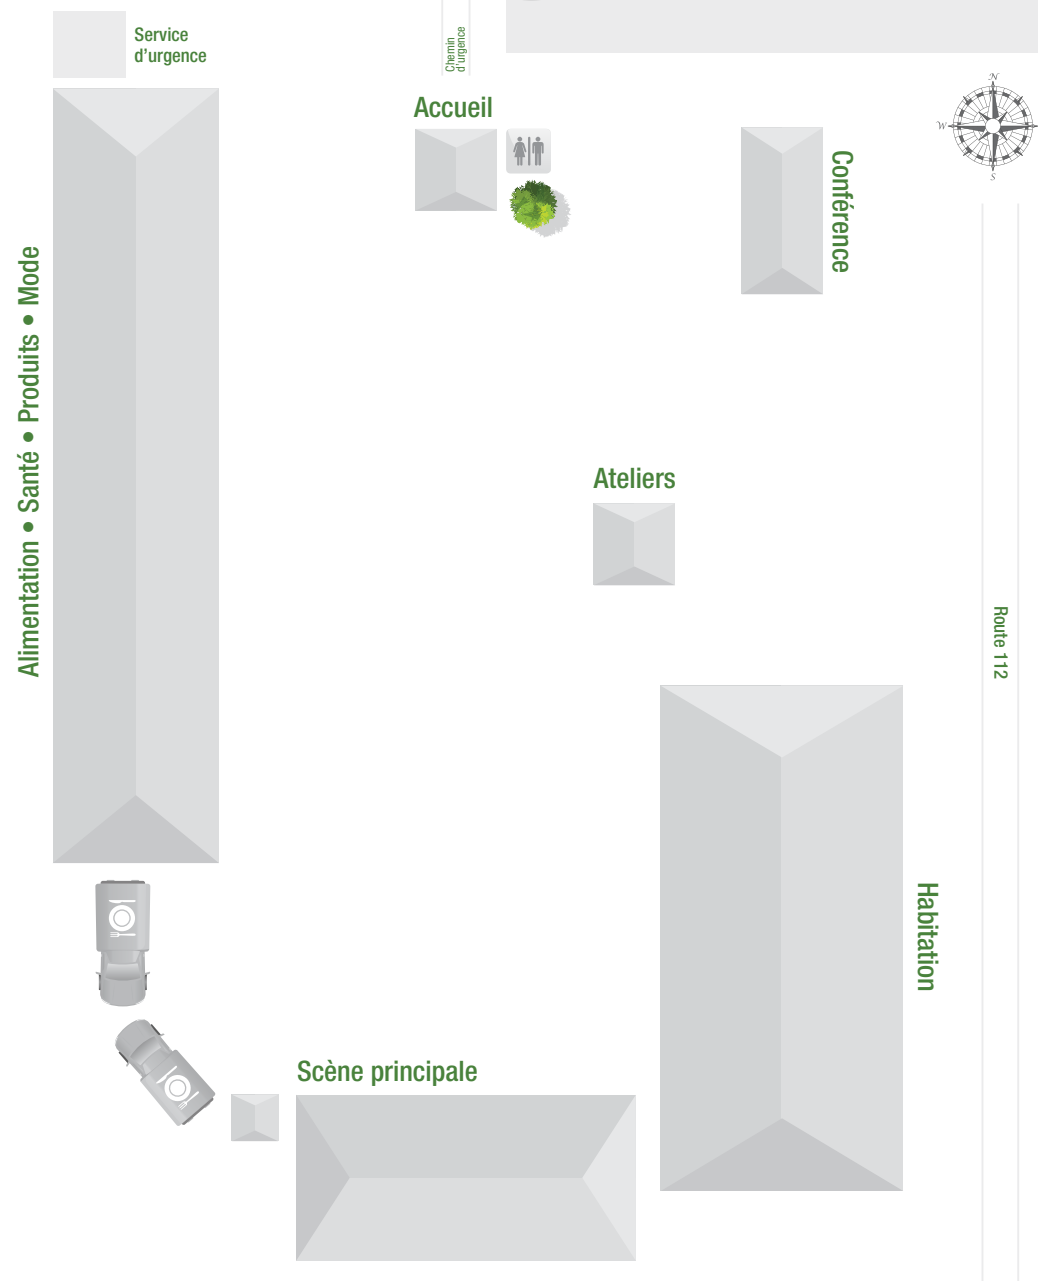 Service
d’urgence
Chemin
d’urgence
Accueil
N
W
S
Conférence
Alimentation • Santé • Produits • Mode
Ateliers
Route 112
Habitation
Scène principale